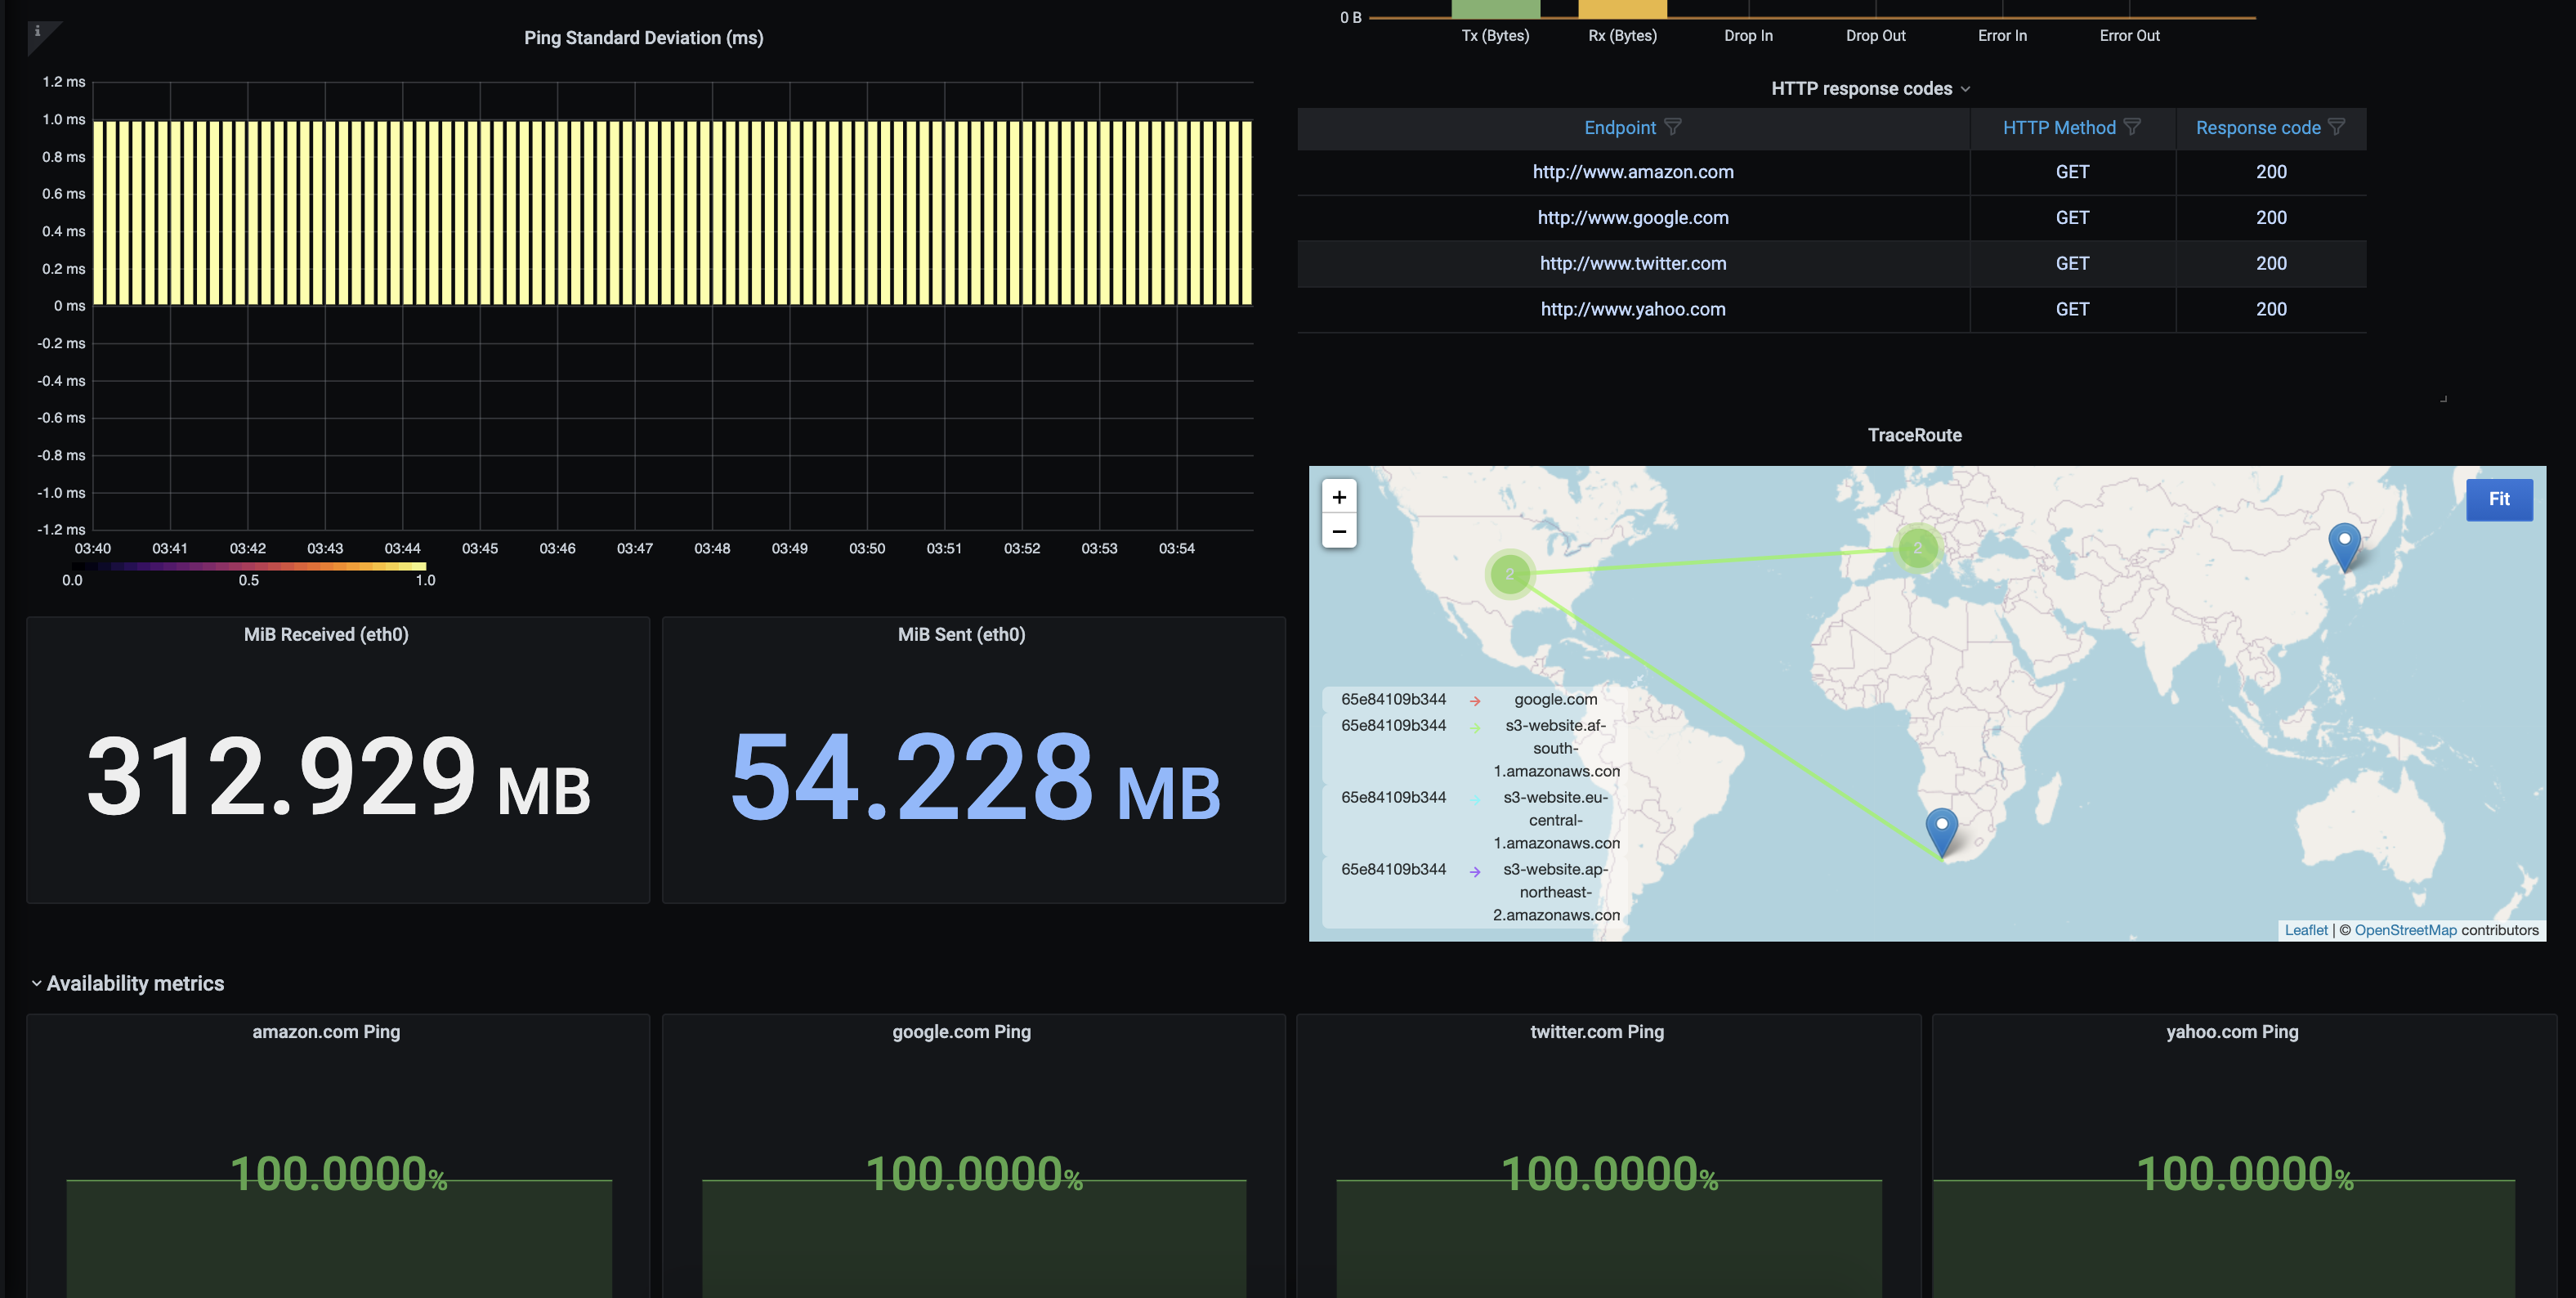 i
Ping Standard Deviation (ms)
1.2 ms
1.0 ms
0.8 ms
0.6 ms
0.4 ms
0.2 ms
0 ms
-0.2 ms
-0.4 ms
-0.6 ms
-0.8 ms
-1.0 ms
-1.2 ms
03:40 03:41 03:42 03:43 03:44 03:45 03:46 03:47 03:48 03:49 03:50 03:51 03:52 03:53 03:54
0.0 0.5 1.0
0 B
Tx (Bytes) Rx (Bytes) Drop In Drop Out Error In Error Out
HTTP response codes
Endpoint HTTP Method Response code
http://www.amazon.com GET 200
http://www.google.com GET 200
http://www.twitter.com GET 200
http://www.yahoo.com GET 200
MiB Received (eth0)
312.929 MB
MiB Sent (eth0)
54.228 MB
TraceRoute
+
−
Fit
2
2
65e84109b344 → google.com
65e84109b344 → s3-website.af-
south-
1.amazonaws.com
65e84109b344 → s3-website.eu-
central-
1.amazonaws.com
65e84109b344 → s3-website.ap-
northeast-
2.amazonaws.com
Leaflet | © OpenStreetMap contributors
Availability metrics
amazon.com Ping
100.0000%
google.com Ping
100.0000%
twitter.com Ping
100.0000%
yahoo.com Ping
100.0000%